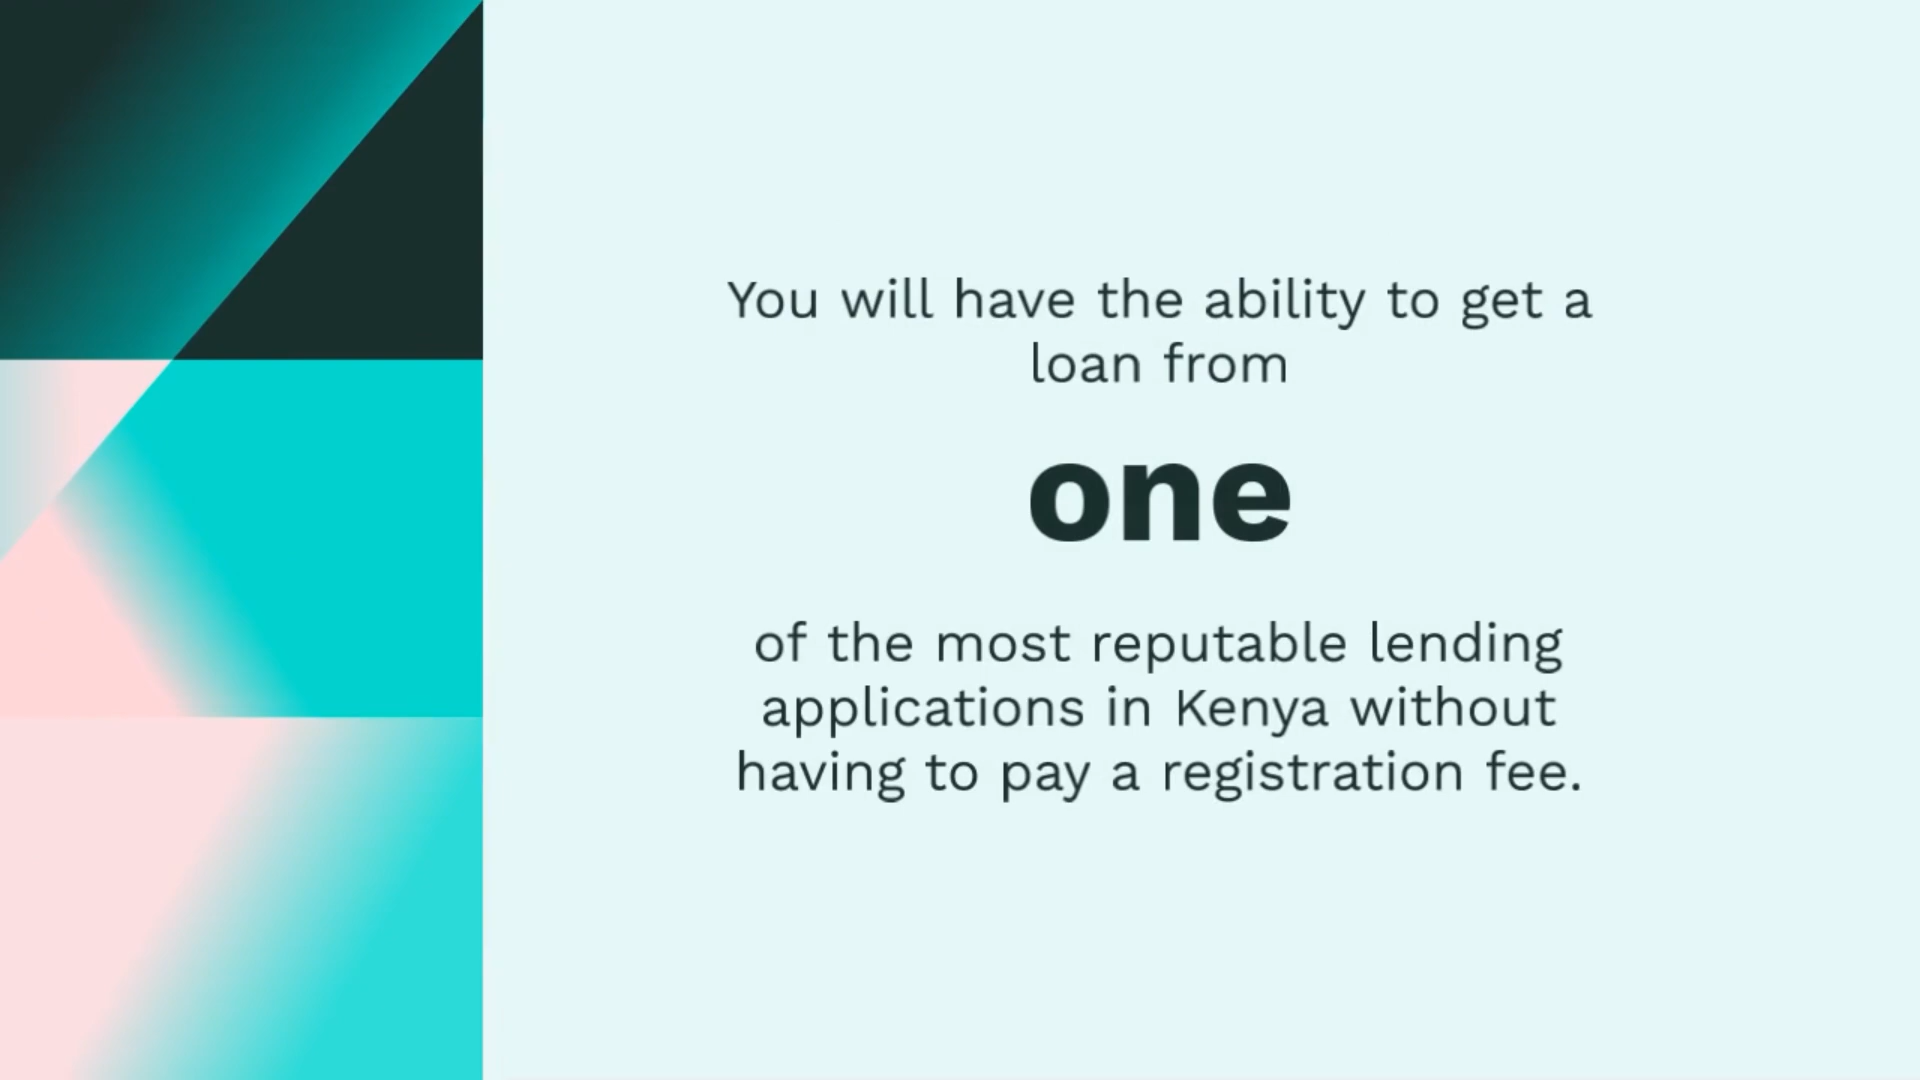 You will have the ability to get a
loan from
one
of the most reputable lending
applications in Kenya without
having to pay a registration fee.